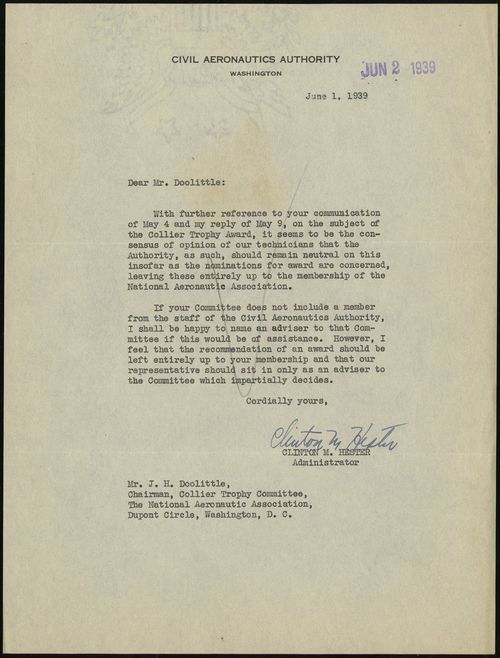 CIVIL AERONAUTICS AUTHORITY
WASHINGTON
JUN 2 1939
June 1, 1939
Dear Mr. Doolittle:
With further reference to your communication
of May 4 and my reply of May 9, on the subject of
the Collier Trophy Award, it seems to be the con-
sensus of opinion of our technicians that the
Authority, as such, should remain neutral on this
insofar as the nominations for award are concerned,
leaving these entirely up to the membership of the
National Aeronautic Association.
If your Committee does not include a member
from the staff of the Civil Aeronautics Authority,
I shall be happy to name an adviser to that Com-
mittee if this would be of assistance. However, I
feel that the recommendation of an award should be
left entirely up to your membership and that our
representative should sit in only as an adviser to
the Committee which impartially decides.
Cordially yours,
Clinton M Hester
CLINTON M. HESTER
Administrator
Mr. J. H. Doolittle,
Chairman, Collier Trophy Committee,
The National Aeronautic Association,
Dupont Circle, Washington, D. C.